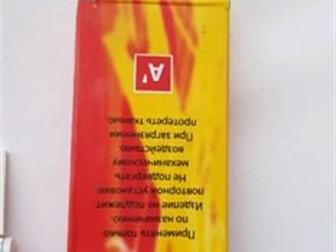 Применять только
по назначению.
Изделие не подлежит
повторной установке.
Не подвергать
механическому
воздействию.
При загрязнении
протереть тканью.
А'